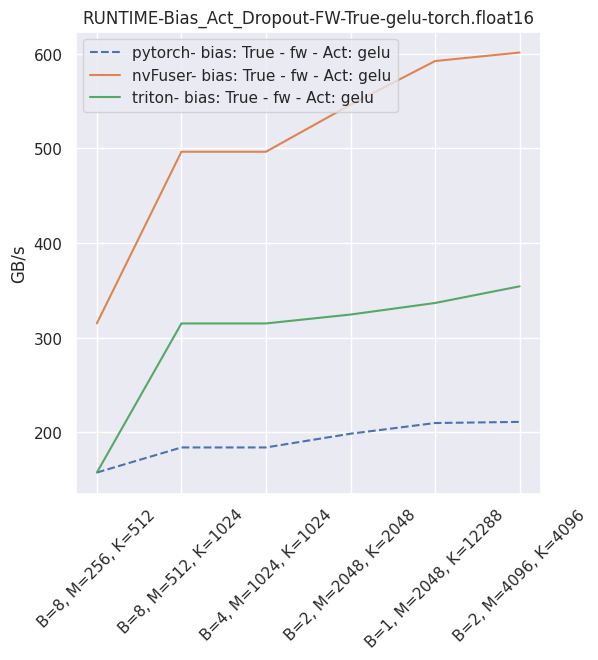 RUNTIME-Bias_Act_Dropout-FW-True-gelu-torch.float16
pytorch- bias: True - fw - Act: gelu
nvFuser- bias: True - fw - Act: gelu
triton- bias: True - fw - Act: gelu
GB/s
600
500
400
300
200
B=8, M=256, K=512
B=8, M=512, K=1024
B=4, M=1024, K=1024
B=2, M=2048, K=2048
B=1, M=2048, K=12288
B=2, M=4096, K=4096